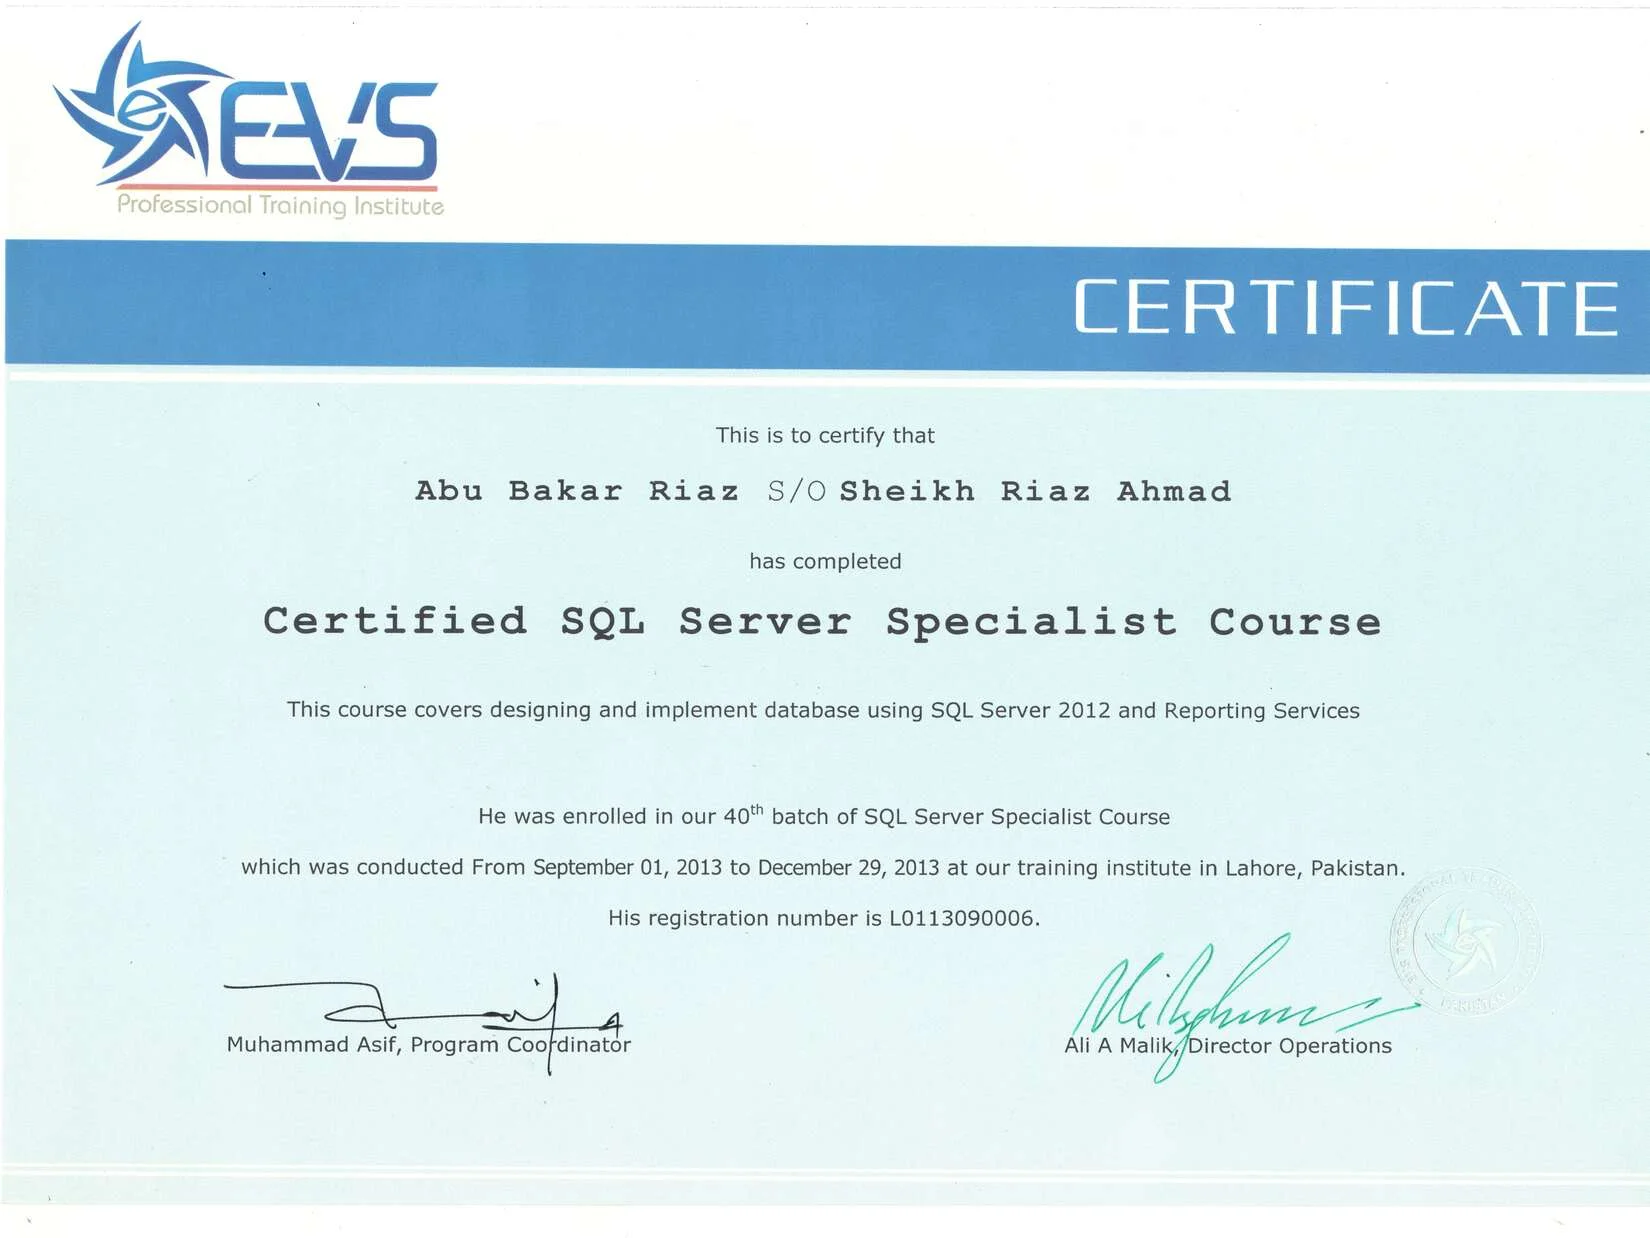 EVS
Professional Training Institute
CERTIFICATE
This is to certify that
Abu Bakar Riaz S/O Sheikh Riaz Ahmad
has completed
Certified SQL Server Specialist Course
This course covers designing and implement database using SQL Server 2012 and Reporting Services
He was enrolled in our 40th batch of SQL Server Specialist Course
which was conducted From September 01, 2013 to December 29, 2013 at our training institute in Lahore, Pakistan.
His registration number is L0113090006.
Muhammad Asif, Program Coordinator
Ali A Malik, Director Operations